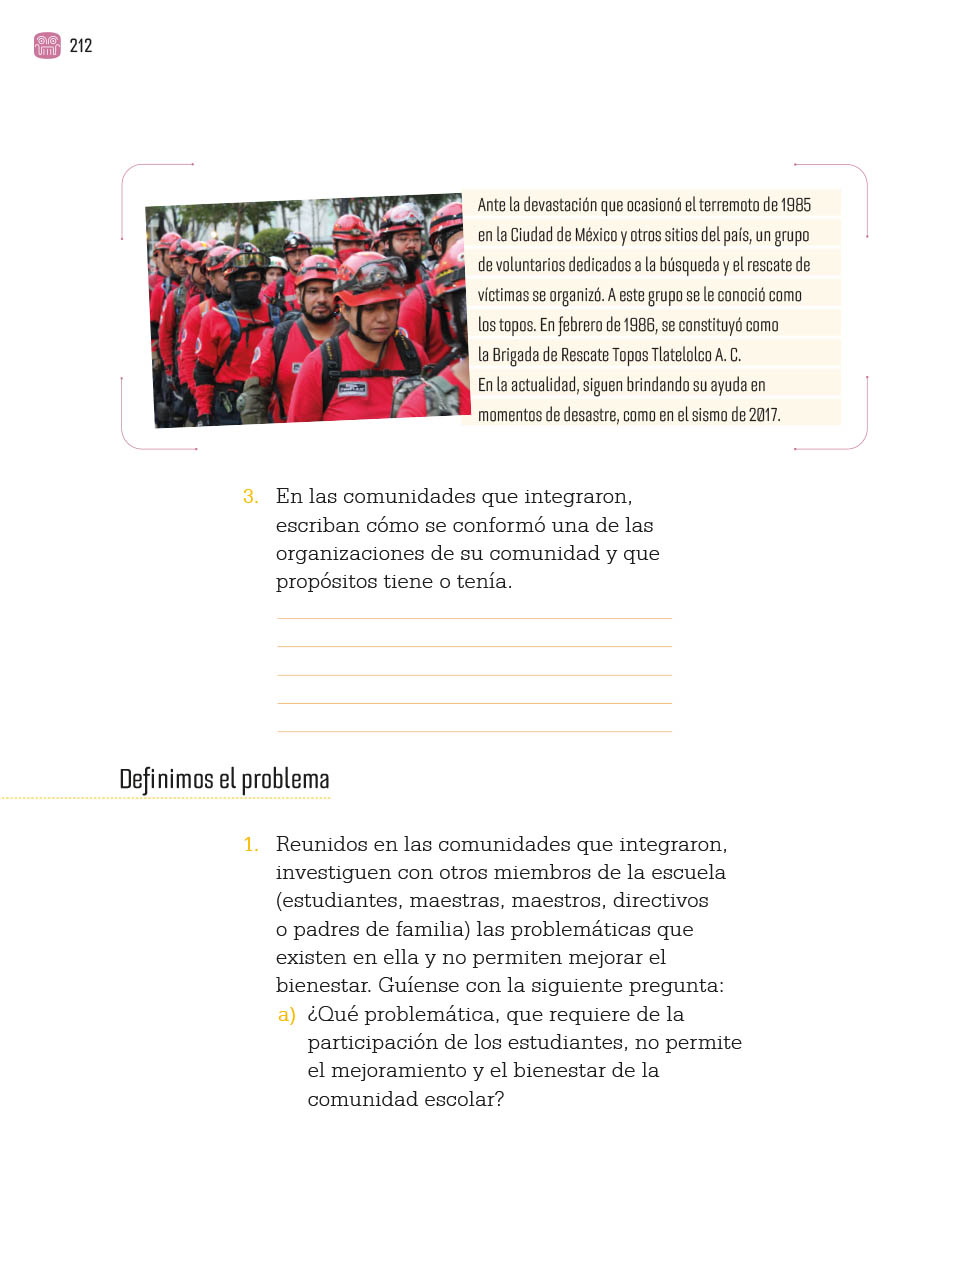 212
Ante la devastación que ocasionó el terremoto de 1985
en la Ciudad de México y otros sitios del país, un grupo
de voluntarios dedicados a la búsqueda y el rescate de
víctimas se organizó. A este grupo se le conoció como
los topos. En febrero de 1986, se constituyó como
la Brigada de Rescate Topos Tlatelolco A. C.
En la actualidad, siguen brindando su ayuda en
momentos de desastre, como en el sismo de 2017.
3. En las comunidades que integraron,
escriban cómo se conformó una de las
organizaciones de su comunidad y que
propósitos tiene o tenía.
Definimos el problema
1. Reunidos en las comunidades que integraron,
investiguen con otros miembros de la escuela
(estudiantes, maestras, maestros, directivos
o padres de familia) las problemáticas que
existen en ella y no permiten mejorar el
bienestar. Guíense con la siguiente pregunta:
a) ¿Qué problemática, que requiere de la
participación de los estudiantes, no permite
el mejoramiento y el bienestar de la
comunidad escolar?